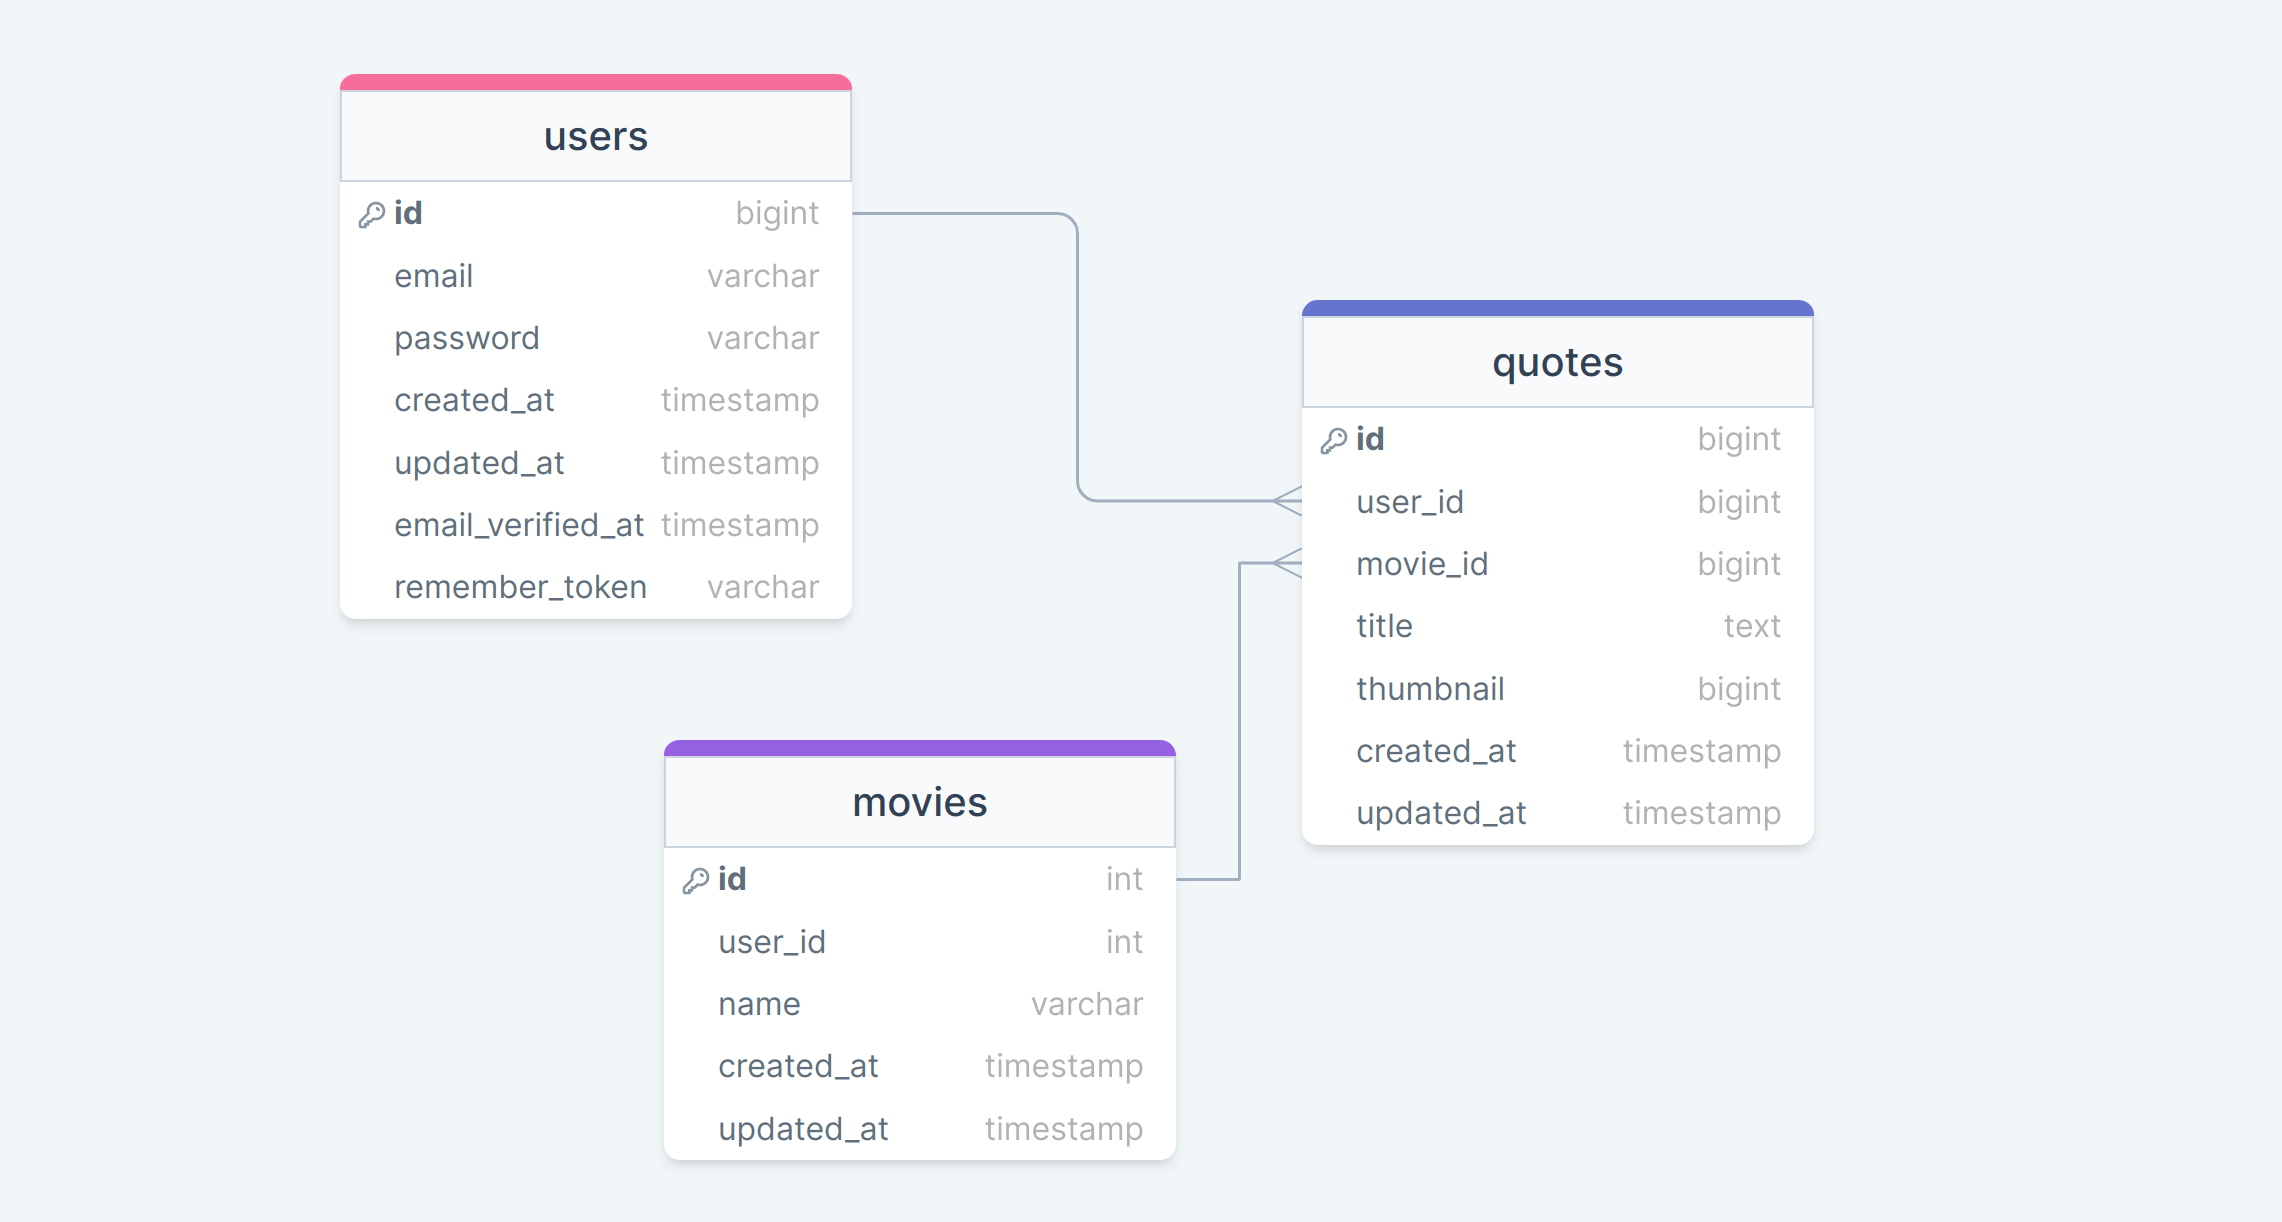 users
id bigint
email varchar
password varchar
created_at timestamp
updated_at timestamp
email_verified_at timestamp
remember_token varchar
quotes
id bigint
user_id bigint
movie_id bigint
title text
thumbnail bigint
created_at timestamp
updated_at timestamp
movies
id int
user_id int
name varchar
created_at timestamp
updated_at timestamp